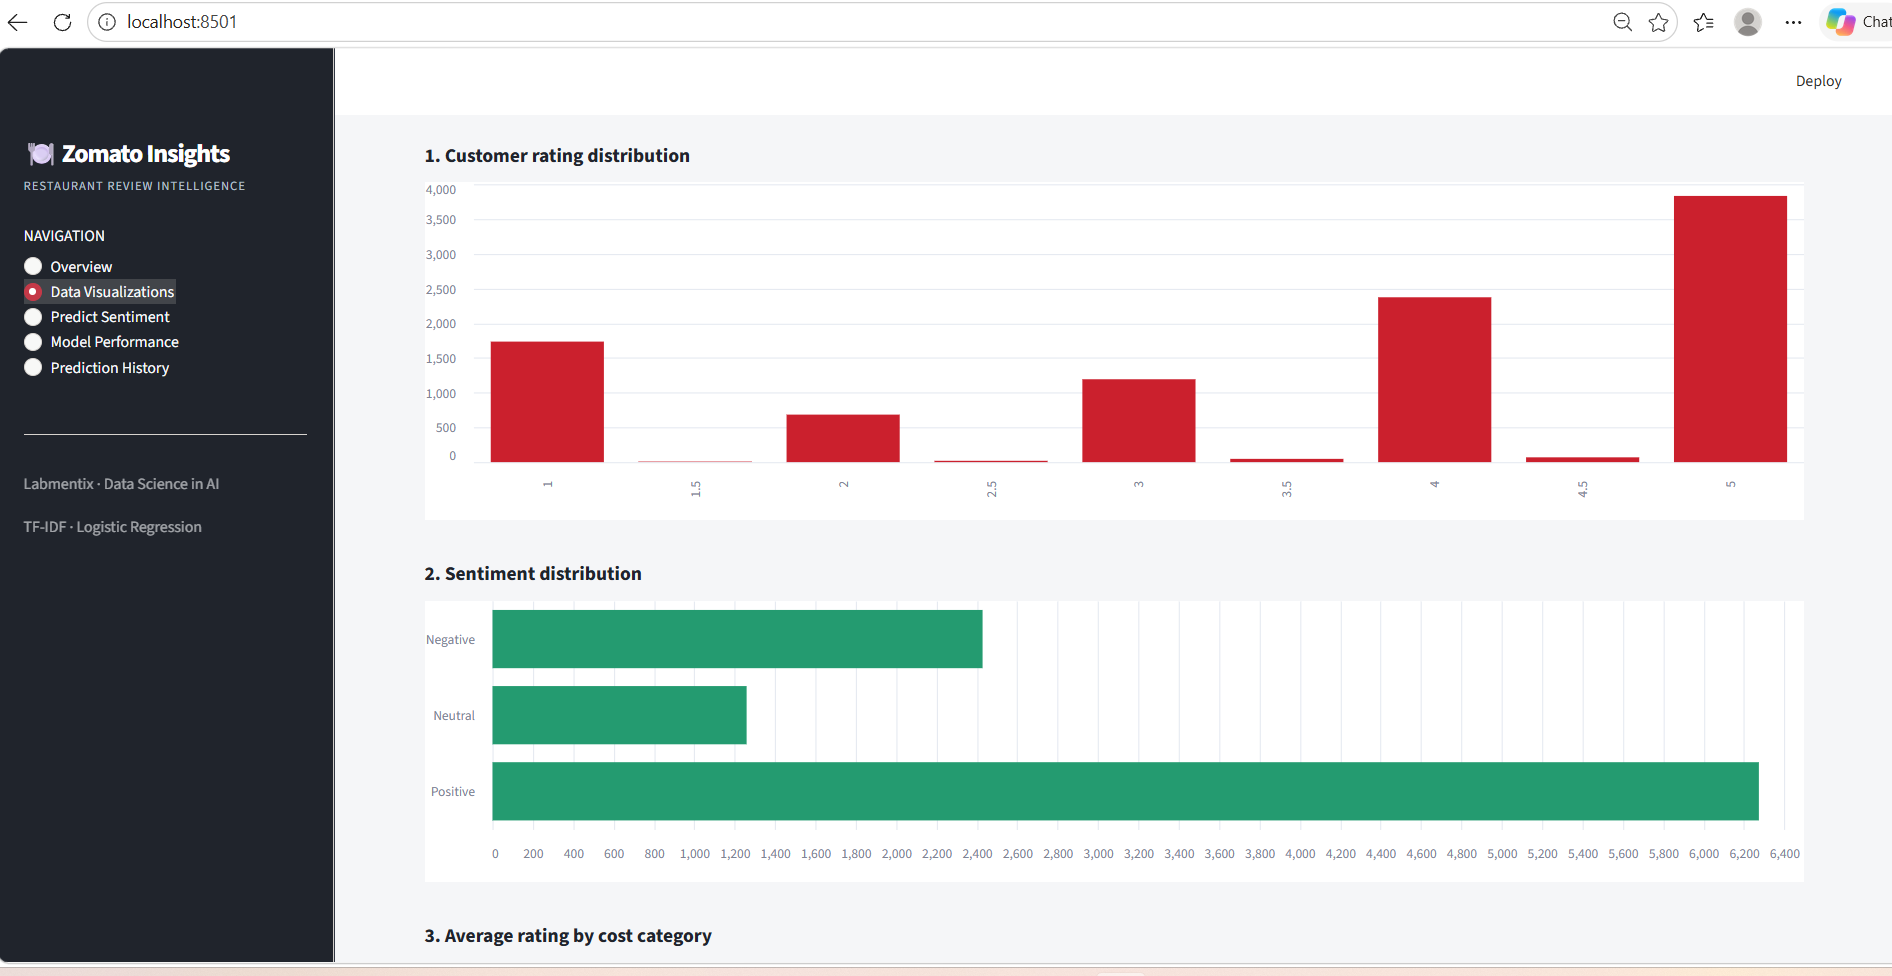 localhost:8501
Chat
Deploy
Zomato Insights
RESTAURANT REVIEW INTELLIGENCE
NAVIGATION
Overview
Data Visualizations
Predict Sentiment
Model Performance
Prediction History
Labmentix · Data Science in AI
TF-IDF · Logistic Regression
1. Customer rating distribution
4,000
3,500
3,000
2,500
2,000
1,500
1,000
500
0
1 1.5 2 2.5 3 3.5 4 4.5 5
2. Sentiment distribution
Negative
Neutral
Positive
0 200 400 600 800 1,000 1,200 1,400 1,600 1,800 2,000 2,200 2,400 2,600 2,800 3,000 3,200 3,400 3,600 3,800 4,000 4,200 4,400 4,600 4,800 5,000 5,200 5,400 5,600 5,800 6,000 6,200 6,400
3. Average rating by cost category